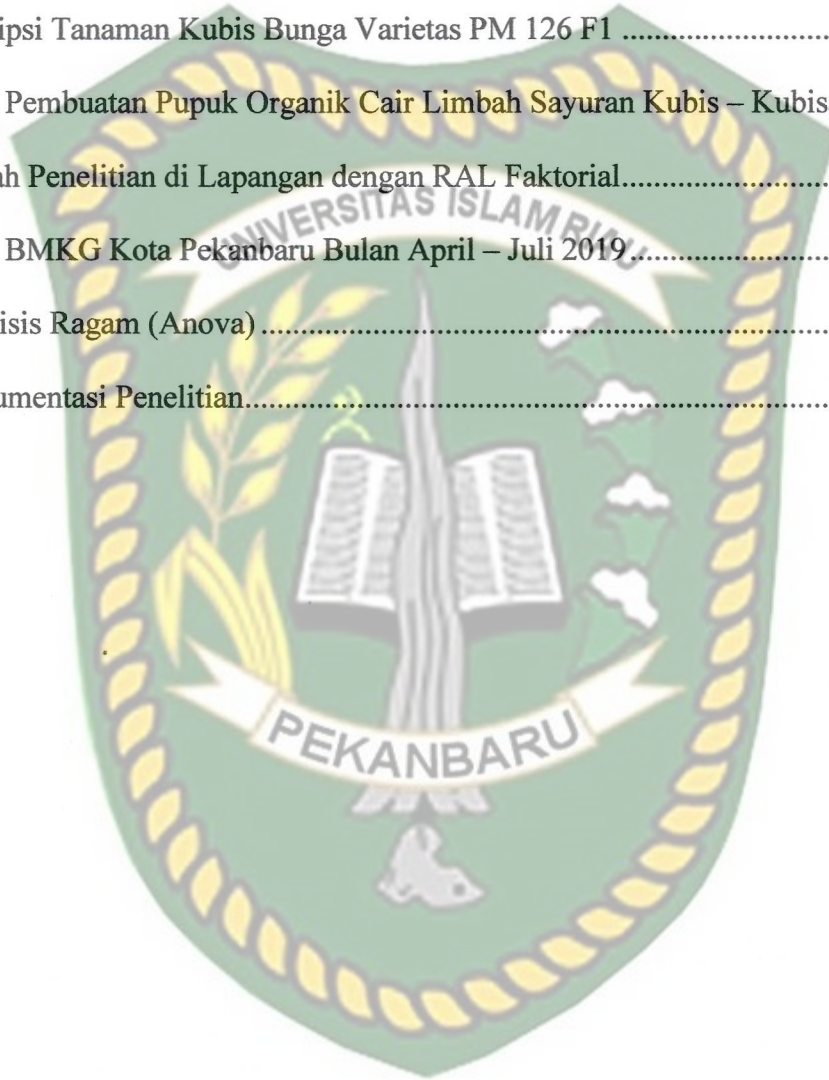 ipsi Tanaman Kubis Bunga Varietas PM 126 F1 ............................
Pembuatan Pupuk Organik Cair Limbah Sayuran Kubis – Kubis
ah Penelitian di Lapangan dengan RAL Faktorial............................
UNIVERSITAS ISLAM RIAU
BMKG Kota Pekanbaru Bulan April – Juli 2019............................
isis Ragam (Anova) ............................
umentasi Penelitian............................
PEKANBARU